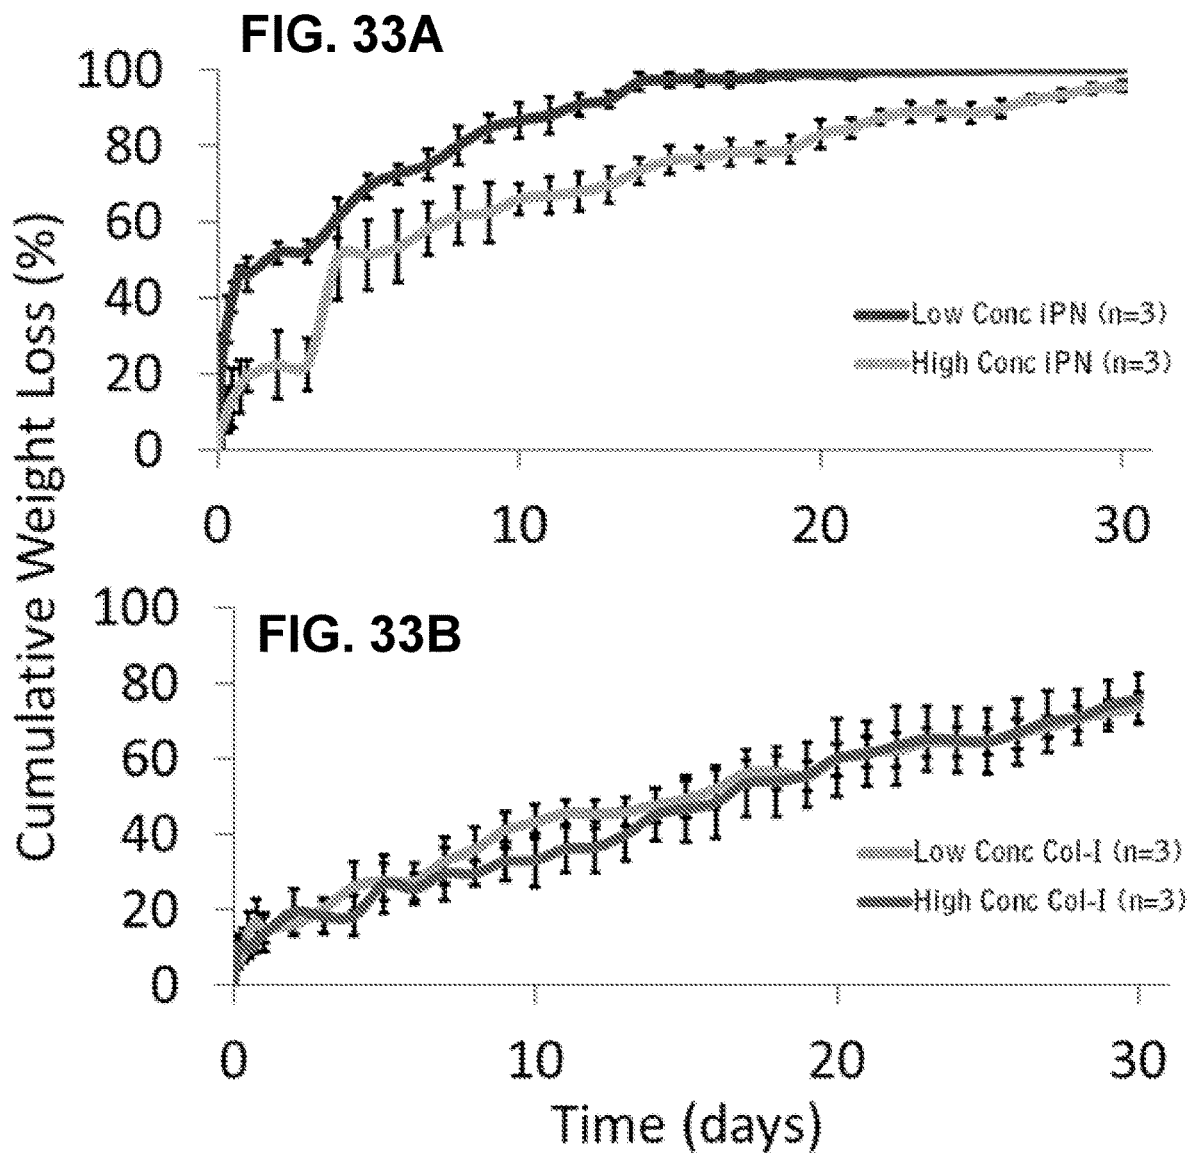 FIG. 33A
100
80
60
40
20
0
Low Conc iPN (n=3)
High Conc iPN (n=3)
0 10 20 30
Cumulative Weight Loss (%)
FIG. 33B
100
80
60
40
20
0
Low Conc Col-I (n=3)
High Conc Col-I (n=3)
0 10 20 30
Time (days)